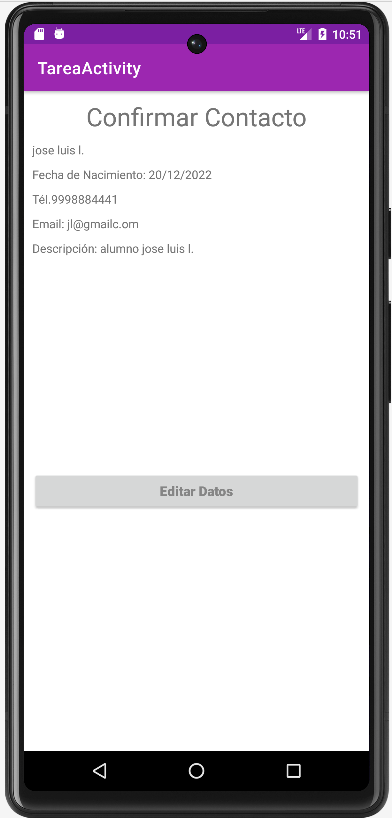 LTE 10:51
TareaActivity
Confirmar Contacto
jose luis l.
Fecha de Nacimiento: 20/12/2022
Tél.9998884441
Email: jl@gmailc.om
Descripción: alumno jose luis l.
Editar Datos